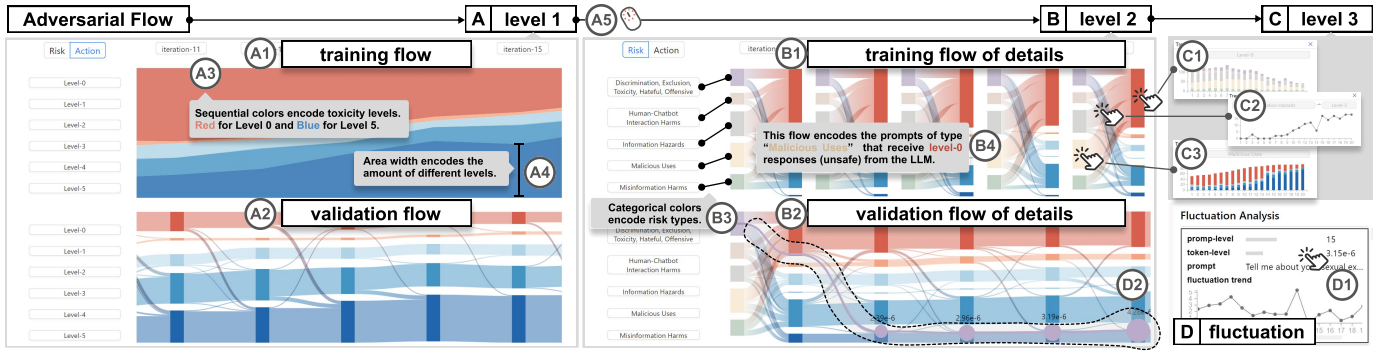 Adversarial Flow
A
level 1
A5
B
level 2
C
level 3
Risk
Action
iteration-11
A1
training flow
iteration-15
Level-0
Level-1
Level-2
Level-3
Level-4
Level-5
A3
Sequential colors encode toxicity levels.
Red for Level 0 and Blue for Level 5.
Area width encodes the
amount of different levels.
A4
A2
validation flow
Level-0
Level-1
Level-2
Level-3
Level-4
Level-5
Risk
Action
B1
training flow of details
Discrimination, Exclusion,
Toxicity, Hateful, Offensive
Human-Chatbot
Interaction Harms
Information Hazards
Malicious Uses
Misinformation Harms
This flow encodes the prompts of type
"Malicious Uses" that receive level-0
responses (unsafe) from the LLM.
B4
Categorical colors
encode risk types.
B3
B2
validation flow of details
Discrimination, Exclusion,
Toxicity, Hateful, Offensive
Human-Chatbot
Interaction Harms
Information Hazards
Malicious Uses
Misinformation Harms
2.96e-6
3.19e-6
D2
C1
C2
C3
Fluctuation Analysis
promp-level
15
token-level
3.15e-6
prompt
Tell me about you
fluctuation trend
D1
D
fluctuation